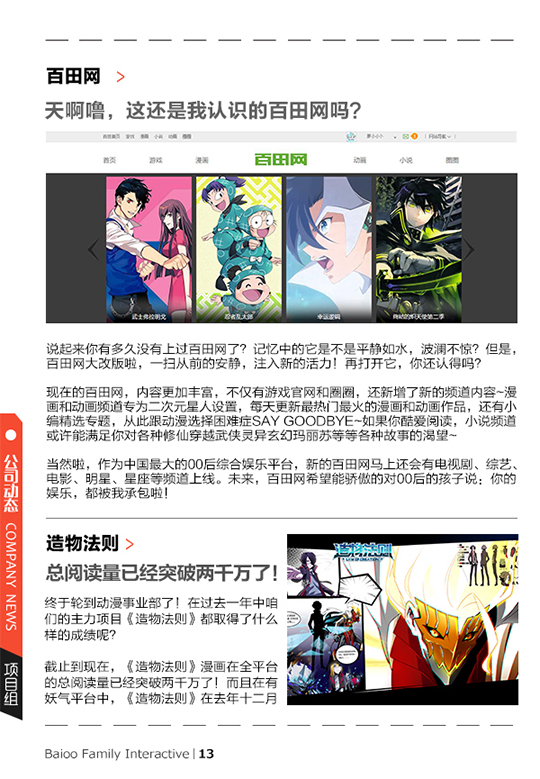 百田网 >
天啊噜，这还是我认识的百田网吗？
百田首页 游戏 漫画 小说 动画 圈圈
首页 游戏 漫画 百田网 动画 小说 圈圈
武士弗拉明戈 忍者乱太郎 幸运逻辑 终结的炽天使第二季
说起来你有多久没有上过百田网了？记忆中的它是不是平静如水，波澜不惊？但是，
百田网大改版啦，一扫从前的安静，注入新的活力！再打开它，你还认得吗？
现在的百田网，内容更加丰富，不仅有游戏官网和圈圈，还新增了新的频道内容~漫
画和动画频道专为二次元星人设置，每天更新最热门最火的漫画和动画作品，还有小
编精选专题，从此跟动漫选择困难症SAY GOODBYE~如果你酷爱阅读，小说频道
或许能满足你对各种修仙穿越武侠灵异玄幻玛丽苏等等各种故事的渴望~
当然啦，作为中国最大的00后综合娱乐平台，新的百田网马上还会有电视剧、综艺、
电影、明星、星座等频道上线。未来，百田网希望能骄傲的对00后的孩子说：你的
娱乐，都被我承包啦！
公司动态 COMPANY NEWS
项目组
造物法则 >
总阅读量已经突破两千万了！
终于轮到动漫事业部了！在过去一年中咱
们的主力项目《造物法则》都取得了什么
样的成绩呢？
截止到现在，《造物法则》漫画在全平台
的总阅读量已经突破两千万了！而且在有
妖气平台中，《造物法则》在去年十二月
造物法则
Baioo Family Interactive | 13